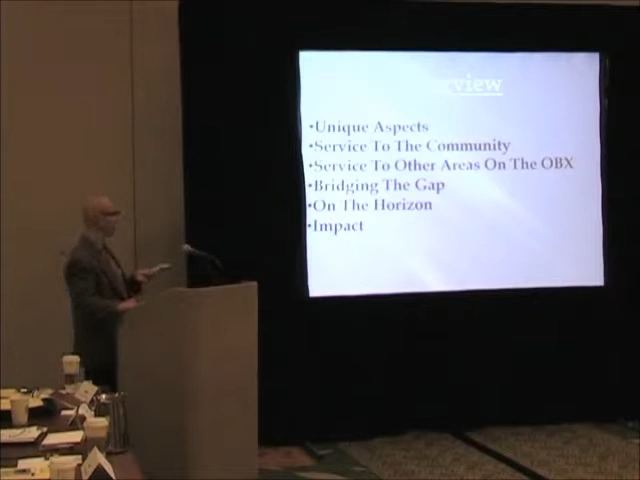 rview
•Unique Aspects
•Service To The Community
•Service To Other Areas On The OBX
•Bridging The Gap
•On The Horizon
•Impact